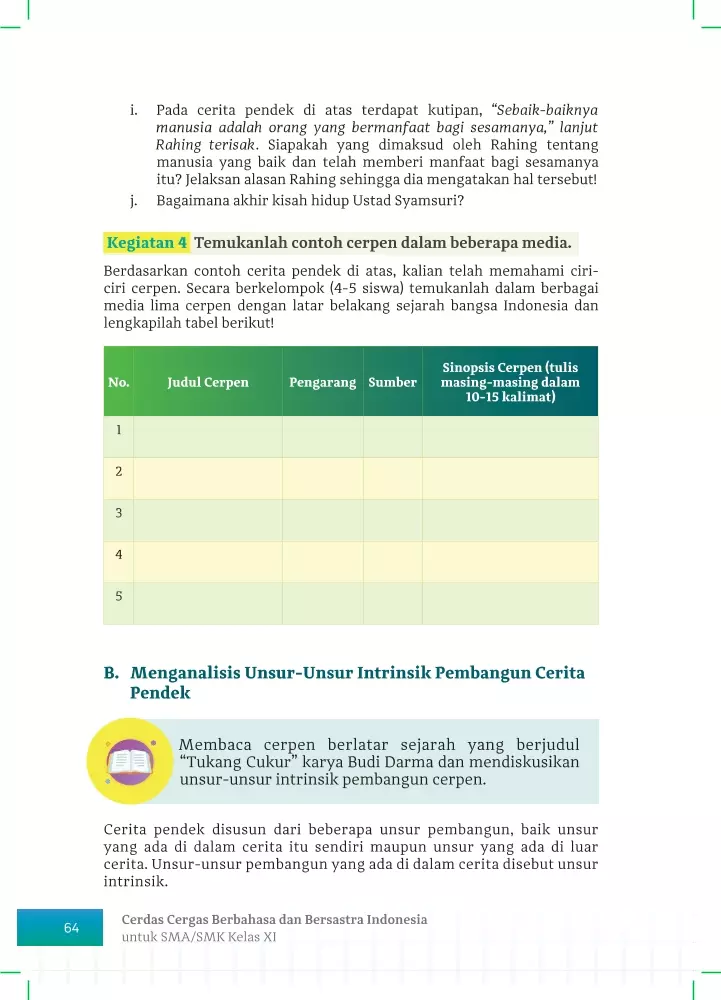 i. Pada cerita pendek di atas terdapat kutipan, “Sebaik-baiknya
manusia adalah orang yang bermanfaat bagi sesamanya,” lanjut
Rahing terisak. Siapakah yang dimaksud oleh Rahing tentang
manusia yang baik dan telah memberi manfaat bagi sesamanya
itu? Jelaksan alasan Rahing sehingga dia mengatakan hal tersebut!
j. Bagaimana akhir kisah hidup Ustad Syamsuri?
Kegiatan 4 Temukanlah contoh cerpen dalam beberapa media.
Berdasarkan contoh cerita pendek di atas, kalian telah memahami ciri-
ciri cerpen. Secara berkelompok (4-5 siswa) temukanlah dalam berbagai
media lima cerpen dengan latar belakang sejarah bangsa Indonesia dan
lengkapilah tabel berikut!
No. Judul Cerpen Pengarang Sumber Sinopsis Cerpen (tulis
masing-masing dalam
10-15 kalimat)
1
2
3
4
5
B. Menganalisis Unsur-Unsur Intrinsik Pembangun Cerita
Pendek
Membaca cerpen berlatar sejarah yang berjudul
“Tukang Cukur” karya Budi Darma dan mendiskusikan
unsur-unsur intrinsik pembangun cerpen.
Cerita pendek disusun dari beberapa unsur pembangun, baik unsur
yang ada di dalam cerita itu sendiri maupun unsur yang ada di luar
cerita. Unsur-unsur pembangun yang ada di dalam cerita disebut unsur
intrinsik.
64
Cerdas Cergas Berbahasa dan Bersastra Indonesia
untuk SMA/SMK Kelas XI